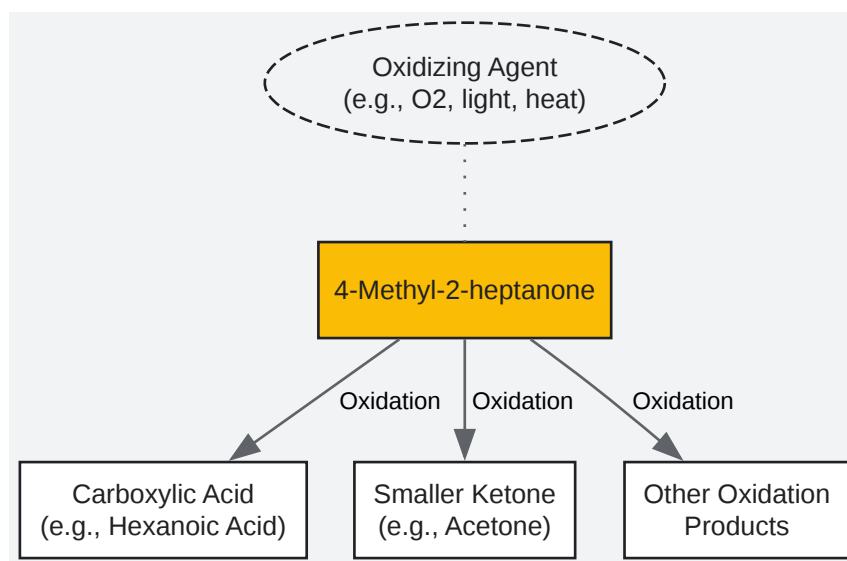 Oxidizing Agent
(e.g., O2, light, heat)
4-Methyl-2-heptanone
Oxidation
Oxidation
Oxidation
Carboxylic Acid
(e.g., Hexanoic Acid)
Smaller Ketone
(e.g., Acetone)
Other Oxidation
Products